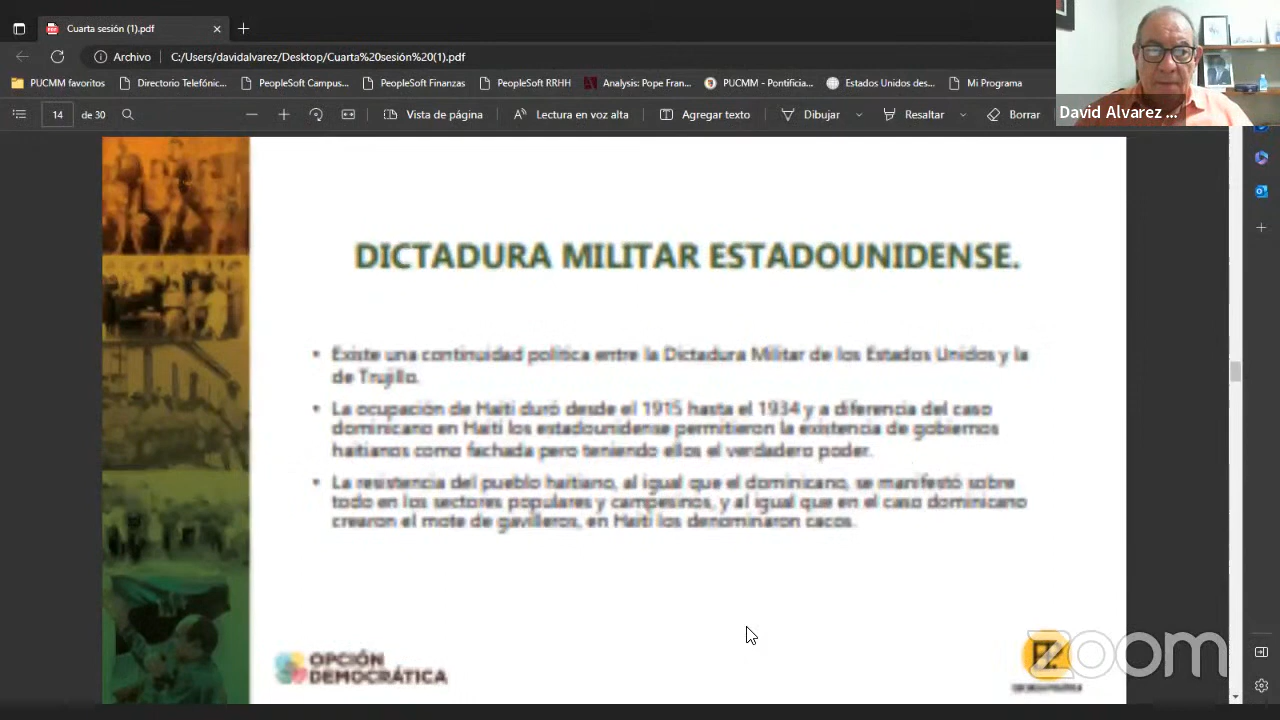 Cuarta sesión (1).pdf
Archivo
C:/Users/davidalvarez/Desktop/Cuarta%20sesión%20(1).pdf
PUCMM favoritos
Directorio Telefónic...
PeopleSoft Campus...
PeopleSoft Finanzas
PeopleSoft RRHH
Analysis: Pope Fran...
PUCMM - Pontificia...
Estados Unidos des...
Mi Programa
14 de 30
Vista de página
Lectura en voz alta
Agregar texto
Dibujar
Resaltar
Borrar
David Alvarez ...
DICTADURA MILITAR ESTADOUNIDENSE.
• Existe una continuidad política entre la Dictadura Militar de los Estados Unidos y la
de Trujillo.
• La ocupación de Haití duró desde el 1915 hasta el 1934 y a diferencia del caso
dominicano en Haití los estadounidense permitieron la existencia de gobiernos
haitianos como fachada pero teniendo ellos el verdadero poder.
• La resistencia del pueblo haitiano, al igual que el dominicano, se manifestó sobre
todo en los sectores populares y campesinos, y al igual que en el caso dominicano
crearon el mote de gavilleros, en Haití los denominaron cacos.
OPCIÓN
DEMOCRÁTICA
zoom